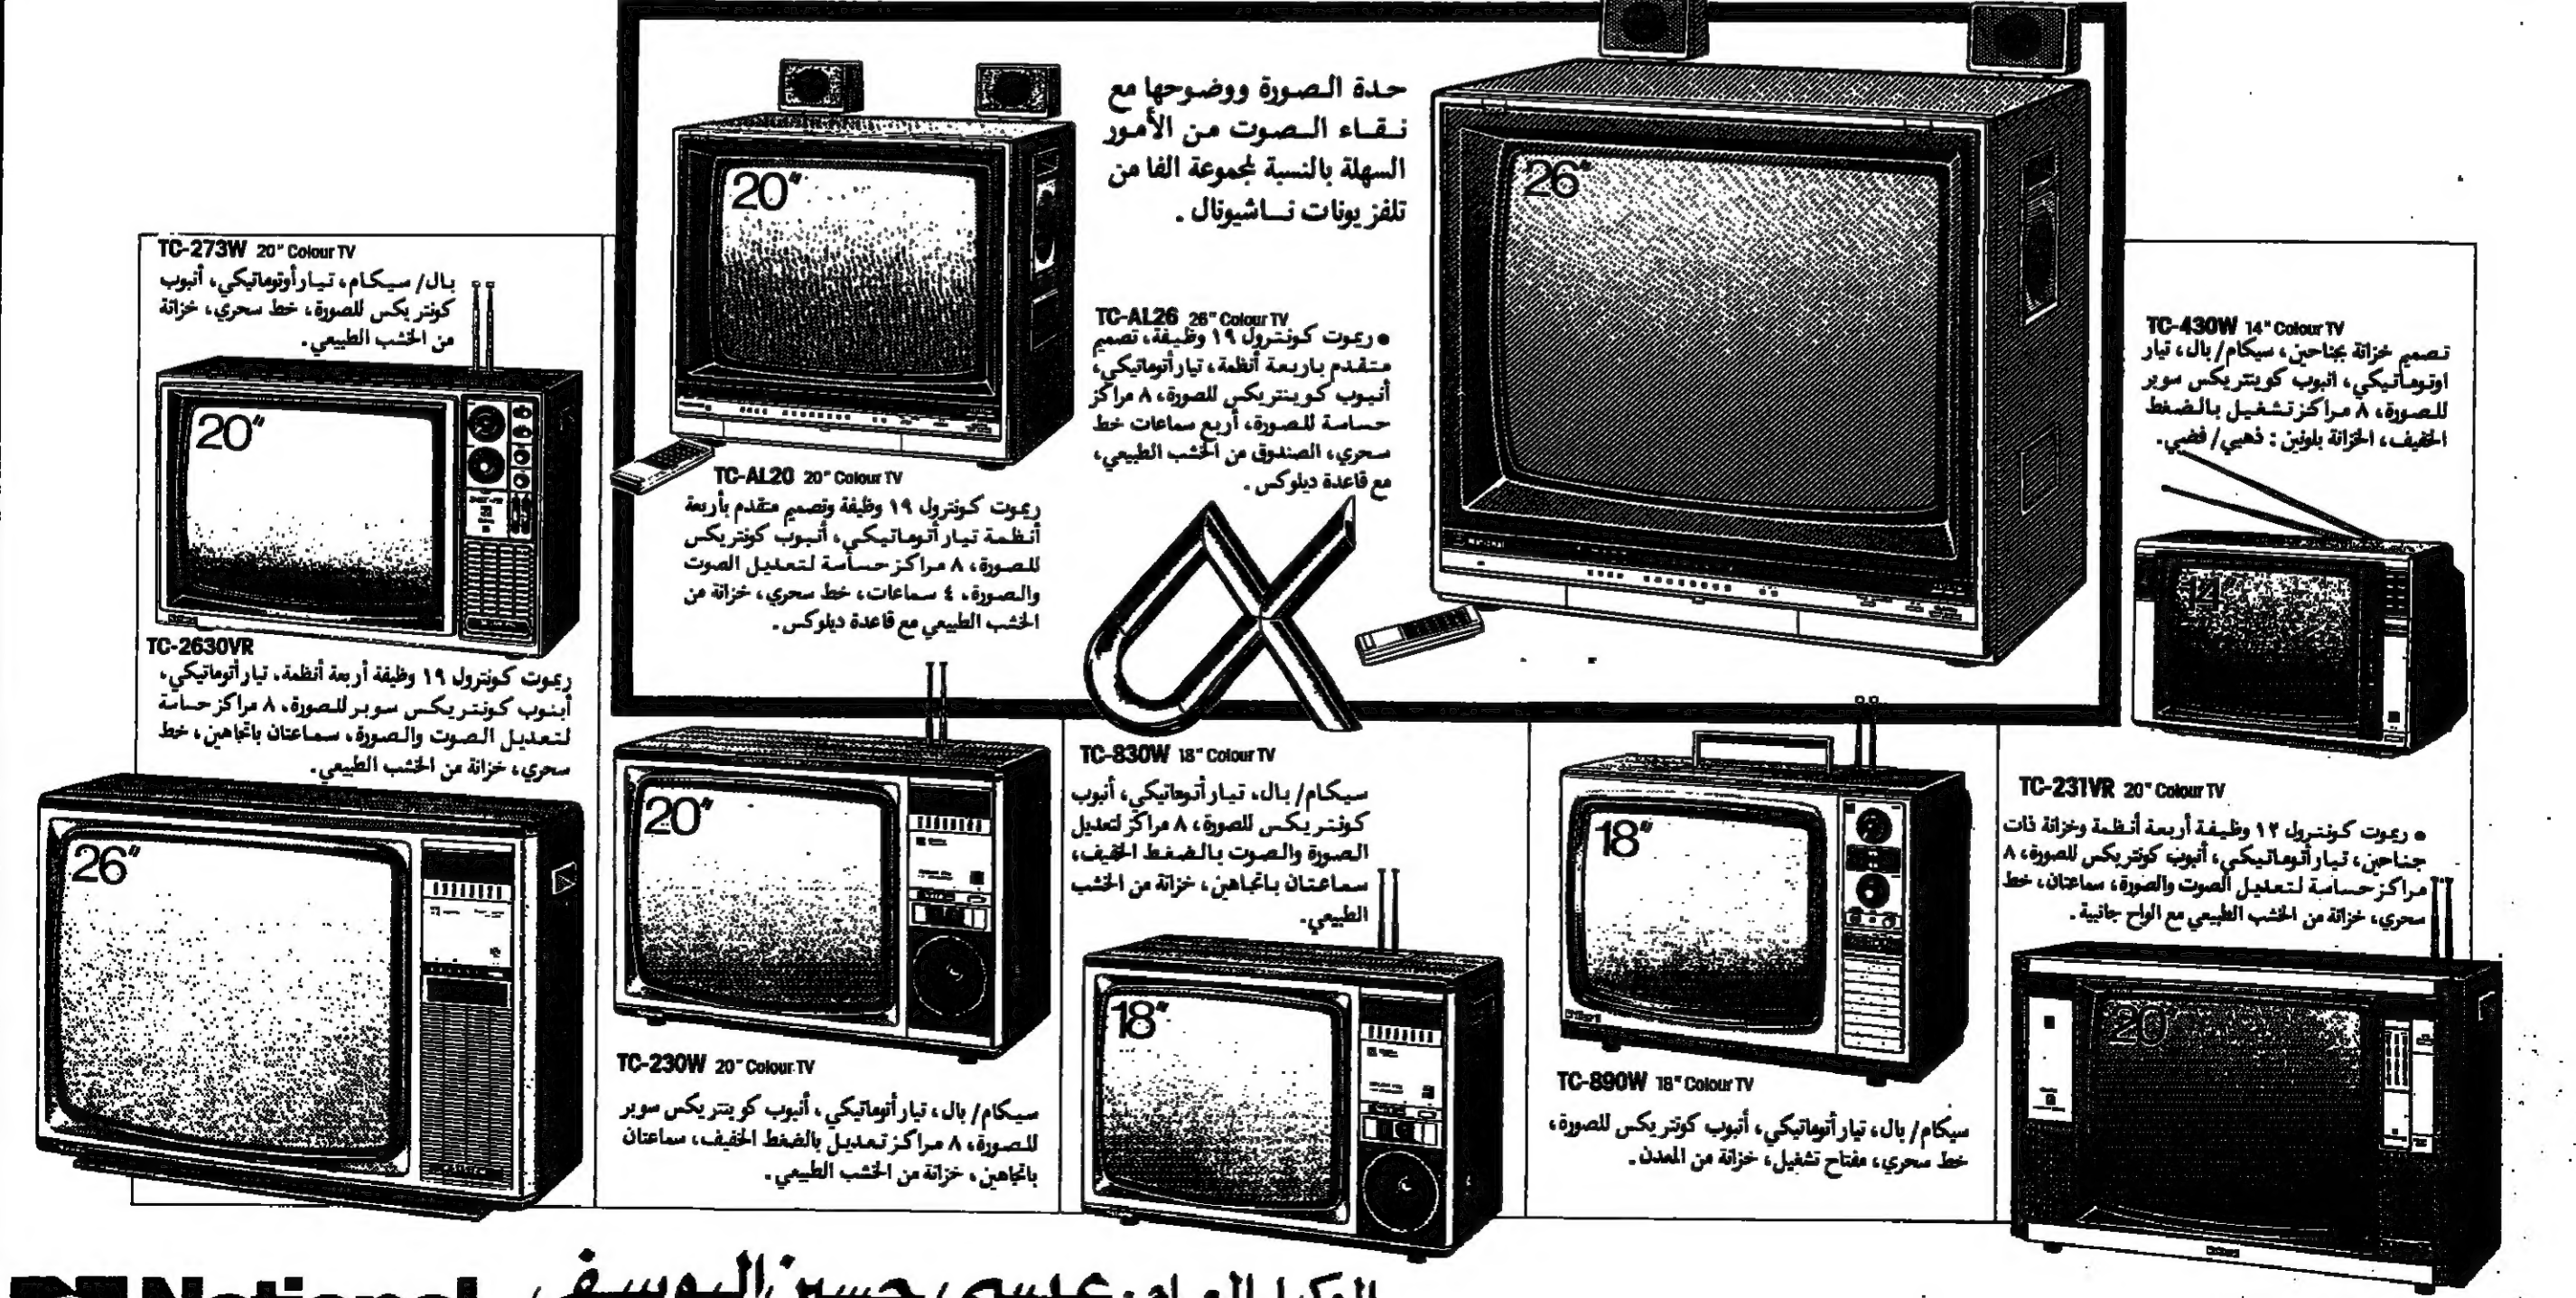 حدة الصورة ووضوحها مع
نقاء الصوت من الأمور
السهلة بالنسبة لمجموعة الفا من
تلفزيونات ناشيونال .
20"
26"
TC-AL26 26" Colour TV
• ريموت كونترول ١٩ وظيفة، تصميم
متقدم باربعة أنظمة، تيار أتوماتيكي،
أنبوب كوينتريكس للصورة، ٨ مراكز
حساسة للصورة، أربع سماعات خط
سحري، الصندوق من الخشب الطبيعي،
مع قاعدة ديلوكس .
TC-AL20 20" Colour TV
ريموت كونترول ١٩ وظيفة وتصميم متقدم بأربعة
أنظمة تيار أتوماتيكي، أنبوب كونتريكس
للصورة، ٨ مراكز حساسة لتعديل الصوت
والصورة، ٤ سماعات، خط سحري، خزانة من
الخشب الطبيعي مع قاعدة ديلوكس .
α
TC-273W 20" Colour TV
بال/ سيكام، تيار أوتوماتيكي، أنبوب
كونتريكس للصورة، خط سحري، خزانة
من الخشب الطبيعي .
20"
TC-2630VR
ريموت كونترول ١٩ وظيفة أربعة أنظمة، تيار أتوماتيكي،
أبنوب كونتريكس سوبر للصورة، ٨ مراكز حساسة
لتعديل الصوت والصورة، سماعتان باتجاهين، خط
سحري، خزانة من الخشب الطبيعي .
26"
20"
TC-230W 20" Colour TV
سيكام/ بال، تيار أتوماتيكي، أنبوب كوينتريكس سوبر
للصورة، ٨ مراكز تعديل بالضغط الخفيف، سماعتان
باتجاهين، خزانة من الخشب الطبيعي .
TC-830W 18" Colour TV
سيكام/ بال، تيار أتوماتيكي، أنبوب
كونتريكس للصورة، ٨ مراكز لتعديل
الصورة والصوت بالضغط الخفيف،
سماعتان باتجاهين، خزانة من الخشب
الطبيعي .
18"
18"
TC-890W 18" Colour TV
سيكام/ بال، تيار أتوماتيكي، أنبوب كونتريكس للصورة،
خط سحري، مفتاح تشغيل، خزانة من المعدن .
TC-430W 14" Colour TV
تصميم خزانة بجناحين، سيكام/ بال، تيار
اوتوماتيكي، انبوب كوينتريكس سوبر
للصورة، ٨ مراكز تشغيل بالضغط
الخفيف، الخزانة بلونين : ذهبي/ فضي .
14"
TC-231VR 20" Colour TV
• ريموت كونترول ١٢ وظيفة أربعة أنظمة وخزانة ذات
جناحين، تيار أتوماتيكي، أنبوب كونتريكس للصورة، ٨
مراكز حساسة لتعديل الصوت والصورة، سماعتان، خط
سحري، خزانة من الخشب الطبيعي مع الواح جانبية .
20"
الوكيل العام: عيسى حسين اليوسفي
National